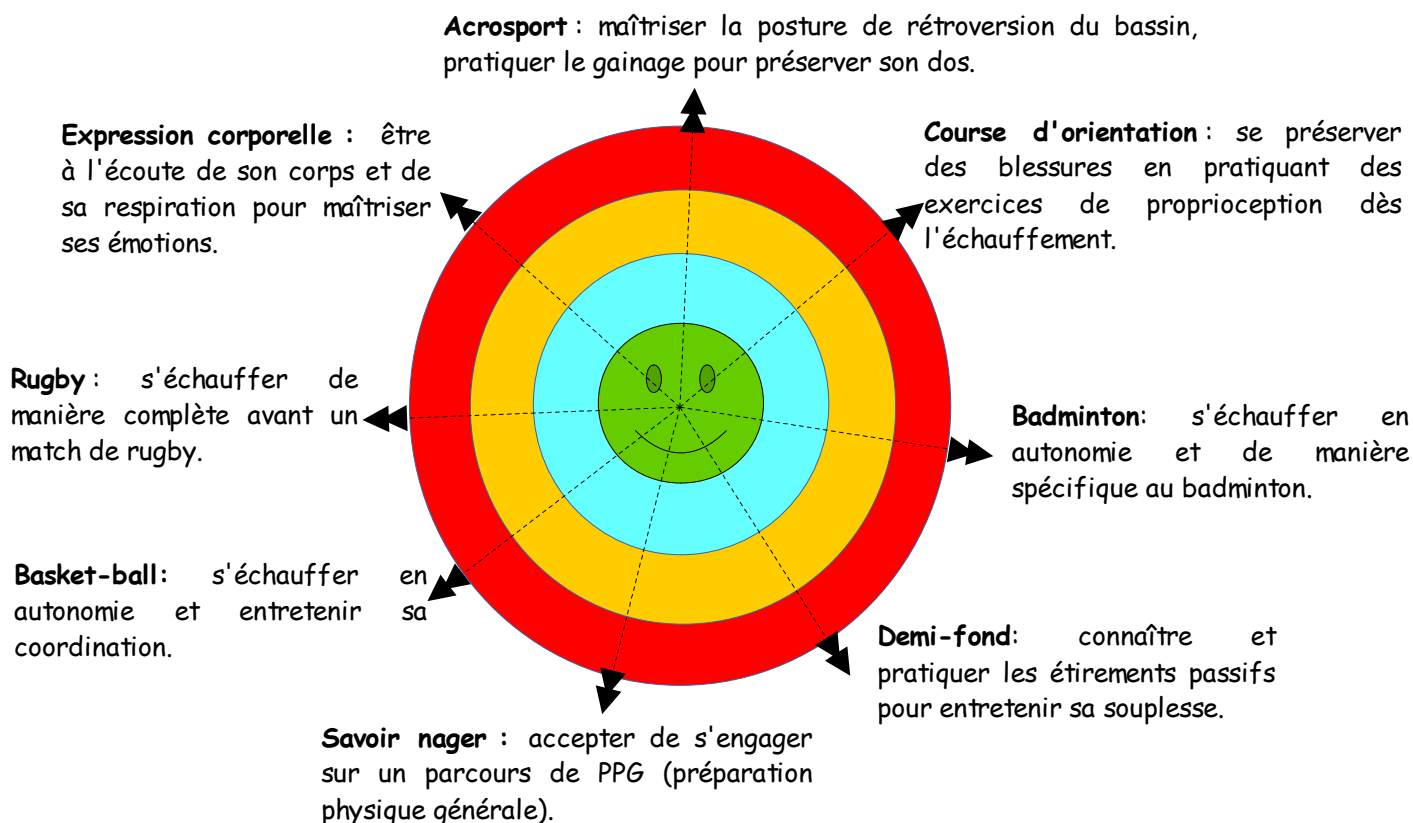 Acrosport : maîtriser la posture de rétroversion du bassin,
pratiquer le gainage pour préserver son dos.
Expression corporelle : être
à l'écoute de son corps et de
sa respiration pour maîtriser
ses émotions.
Course d'orientation : se préserver
des blessures en pratiquant des
exercices de proprioception dès
l'échauffement.
Rugby : s'échauffer de
manière complète avant un
match de rugby.
Badminton: s'échauffer en
autonomie et de manière
spécifique au badminton.
Basket-ball: s'échauffer en
autonomie et entretenir sa
coordination.
Demi-fond: connaître et
pratiquer les étirements passifs
pour entretenir sa souplesse.
Savoir nager : accepter de s'engager
sur un parcours de PPG (préparation
physique générale).